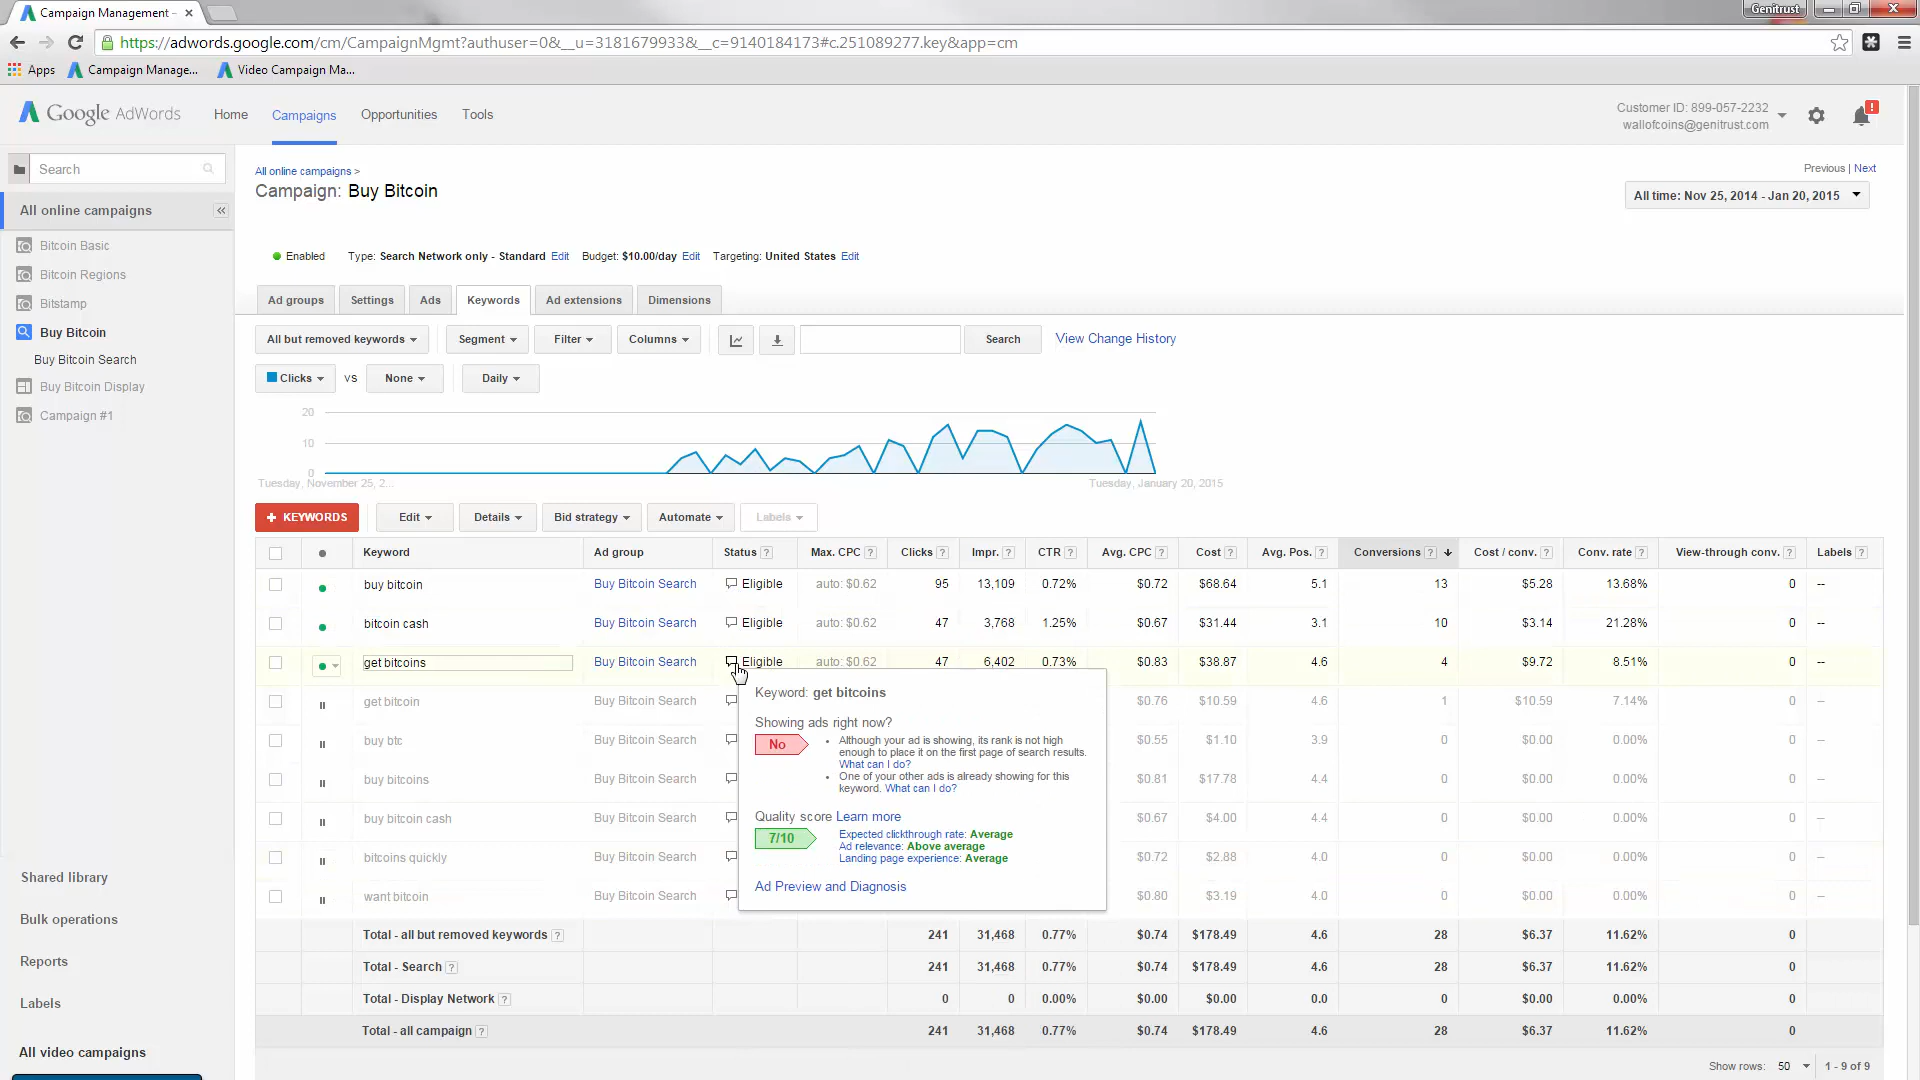 Campaign Management -
Genitrust
https://adwords.google.com/cm/CampaignMgmt?authuser=0&__u=3181679933&__c=9140184173#c.251089277.key&app=cm
Apps Campaign Manage... Video Campaign Ma...
Google AdWords Home Campaigns Opportunities Tools
Customer ID: 899-057-2232
wallofcoins@genitrust.com
!
Search
All online campaigns
Bitcoin Basic
Bitcoin Regions
Bitstamp
Buy Bitcoin
Buy Bitcoin Search
Buy Bitcoin Display
Campaign #1
Shared library
Bulk operations
Reports
Labels
All video campaigns
All online campaigns >
Campaign: Buy Bitcoin
Previous | Next
All time: Nov 25, 2014 - Jan 20, 2015
Enabled Type: Search Network only - Standard Edit Budget: $10.00/day Edit Targeting: United States Edit
Ad groups Settings Ads Keywords Ad extensions Dimensions
All but removed keywords Segment Filter Columns Search View Change History
Clicks VS None Daily
20
10
0
Tuesday, November 25, 2... Tuesday, January 20, 2015
+ KEYWORDS Edit Details Bid strategy Automate Labels
Keyword Ad group Status ? Max. CPC ? Clicks ? Impr. ? CTR ? Avg. CPC ? Cost ? Avg. Pos. ? Conversions ? Cost / conv. ? Conv. rate ? View-through conv. ? Labels ?
buy bitcoin Buy Bitcoin Search Eligible auto: $0.62 95 13,109 0.72% $0.72 $68.64 5.1 13 $5.28 13.68% 0 --
bitcoin cash Buy Bitcoin Search Eligible auto: $0.62 47 3,768 1.25% $0.67 $31.44 3.1 10 $3.14 21.28% 0 --
get bitcoins Buy Bitcoin Search Eligible auto: $0.62 47 6,402 0.73% $0.83 $38.87 4.6 4 $9.72 8.51% 0 --
get bitcoin Buy Bitcoin Search $0.76 $10.59 4.6 1 $10.59 7.14% 0 --
buy btc Buy Bitcoin Search $0.55 $1.10 3.9 0 $0.00 0.00% 0 --
buy bitcoins Buy Bitcoin Search $0.81 $17.78 4.4 0 $0.00 0.00% 0 --
buy bitcoin cash Buy Bitcoin Search $0.67 $4.00 4.4 0 $0.00 0.00% 0 --
bitcoins quickly Buy Bitcoin Search $0.72 $2.88 4.0 0 $0.00 0.00% 0 --
want bitcoin Buy Bitcoin Search $0.80 $3.19 4.0 0 $0.00 0.00% 0 --
Keyword: get bitcoins
Showing ads right now?
No
• Although your ad is showing, its rank is not high
enough to place it on the first page of search results.
What can I do?
• One of your other ads is already showing for this
keyword. What can I do?
Quality score Learn more
7/10
Expected clickthrough rate: Average
Ad relevance: Above average
Landing page experience: Average
Ad Preview and Diagnosis
Total - all but removed keywords ? 241 31,468 0.77% $0.74 $178.49 4.6 28 $6.37 11.62% 0
Total - Search ? 241 31,468 0.77% $0.74 $178.49 4.6 28 $6.37 11.62% 0
Total - Display Network ? 0 0 0.00% $0.00 $0.00 0.0 0 $0.00 0.00% 0
Total - all campaign ? 241 31,468 0.77% $0.74 $178.49 4.6 28 $6.37 11.62% 0
Show rows: 50 1 - 9 of 9